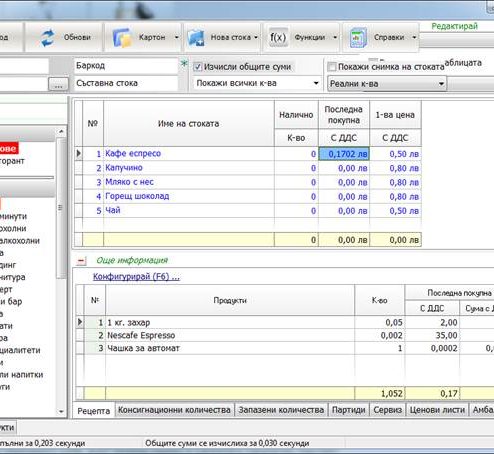 Редактирай
од Обнови Картон Нова стока Функции Справки
f(x)
Баркод * Изчисли общите суми Покажи снимка на стоката аблицата
Съставна стока Покажи всички к-ва Реални к-ва
...
№ Име на стоката Налично Последна покупна 1-ва цена
К-во С ДДС С ДДС
1 Кафе еспресо 0 0,1702 лв 0,50 лв
2 Капучино 0 0,00 лв 0,80 лв
3 Мляко с нес 0 0,00 лв 0,80 лв
4 Горещ шоколад 0 0,00 лв 0,80 лв
5 Чай 0 0,00 лв 0,50 лв
0 0,00 лв 0,00 лв
ове
торант
минути
охолни
алкохолни
а
динг
нитура
ерт
и бар
а
ати
ра
циалитети
и
ли напитки
ги
Още информация
Конфигурирай (F6) ...
№ Продукти К-во Последна покупна
С ДДС Сума с Д
1 1 кг. захар 0,05 2,00
2 Nescafe Espresso 0,002 35,00
3 Чашка за автомат 1 0,0002 0,0
1,052 0,17
Рецепта Консигнационни количества Запазени количества Партиди Сервиз Ценови листи Амба
кти
пълни за 0,203 секунди Общите суми се изчислиха за 0,030 секунди